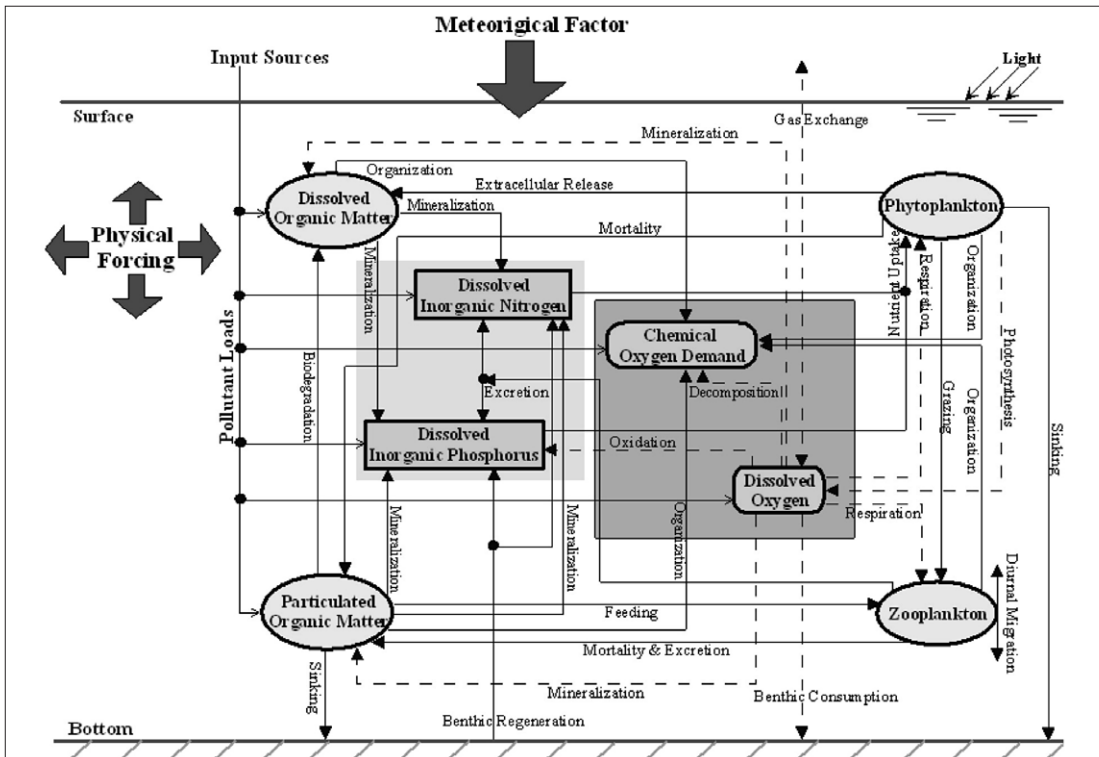 Meteorigical Factor
Input Sources
Light
Surface
Gas Exchange
Mineralization
Organization
Extracellular Release
Dissolved
Organic Matter
Mineralization
Mortality
Phytoplankton
Physical
Forcing
Mineralization
Dissolved
Inorganic Nitrogen
Nutrient Uptake
Respiration
Organization
Chemical
Oxygen Demand
Photosynthesis
Pollutant Loads
Biodegradation
Excretion
Decomposition
Grazing
Organization
Sinking
Dissolved
Inorganic Phosphorus
Oxidation
Dissolved
Oxygen
Respiration
Mineralization
Mineralization
Organization
Particulated
Organic Matter
Feeding
Zooplankton
Diurnal Migration
Mortality & Excretion
Sinking
Mineralization
Benthic Consumption
Benthic Regeneration
Bottom